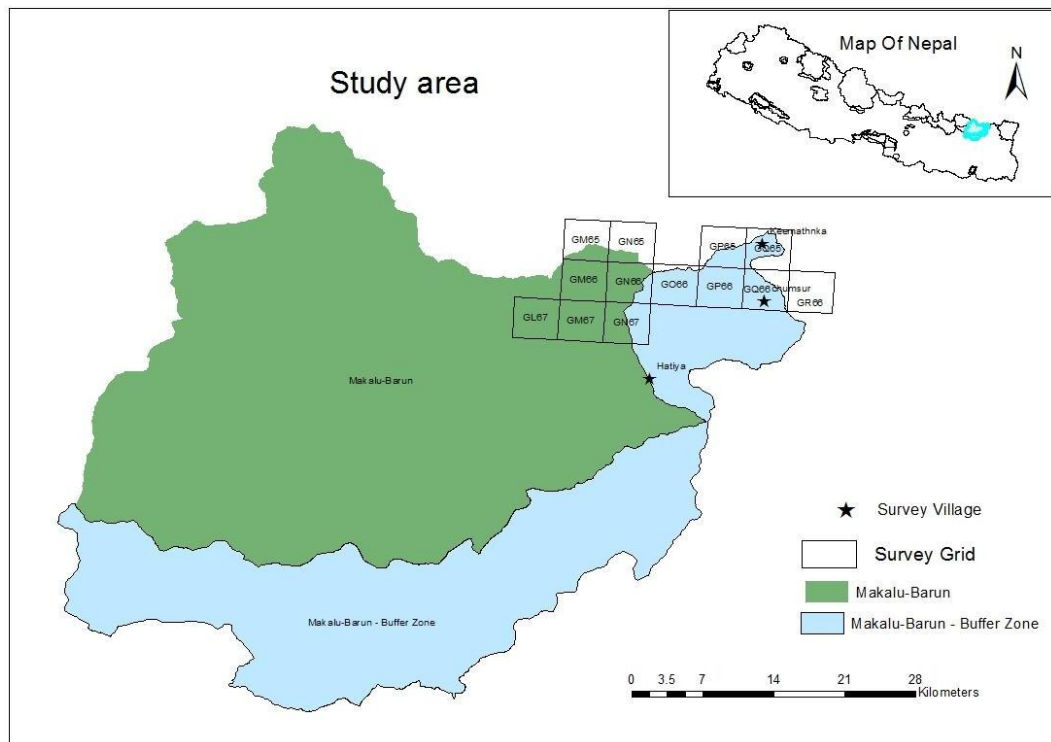 Study area
Map Of Nepal
N
GM65
GN65
GP65
Keemathnka
GQ65
GM66
GN66
GO66
GP66
GQ66
chumsur
GR66
GL67
GM67
GN67
Hatiya
Makalu-Barun
Makalu-Barun - Buffer Zone
Survey Village
Survey Grid
Makalu-Barun
Makalu-Barun - Buffer Zone
0 3.5 7 14 21 28
Kilometers